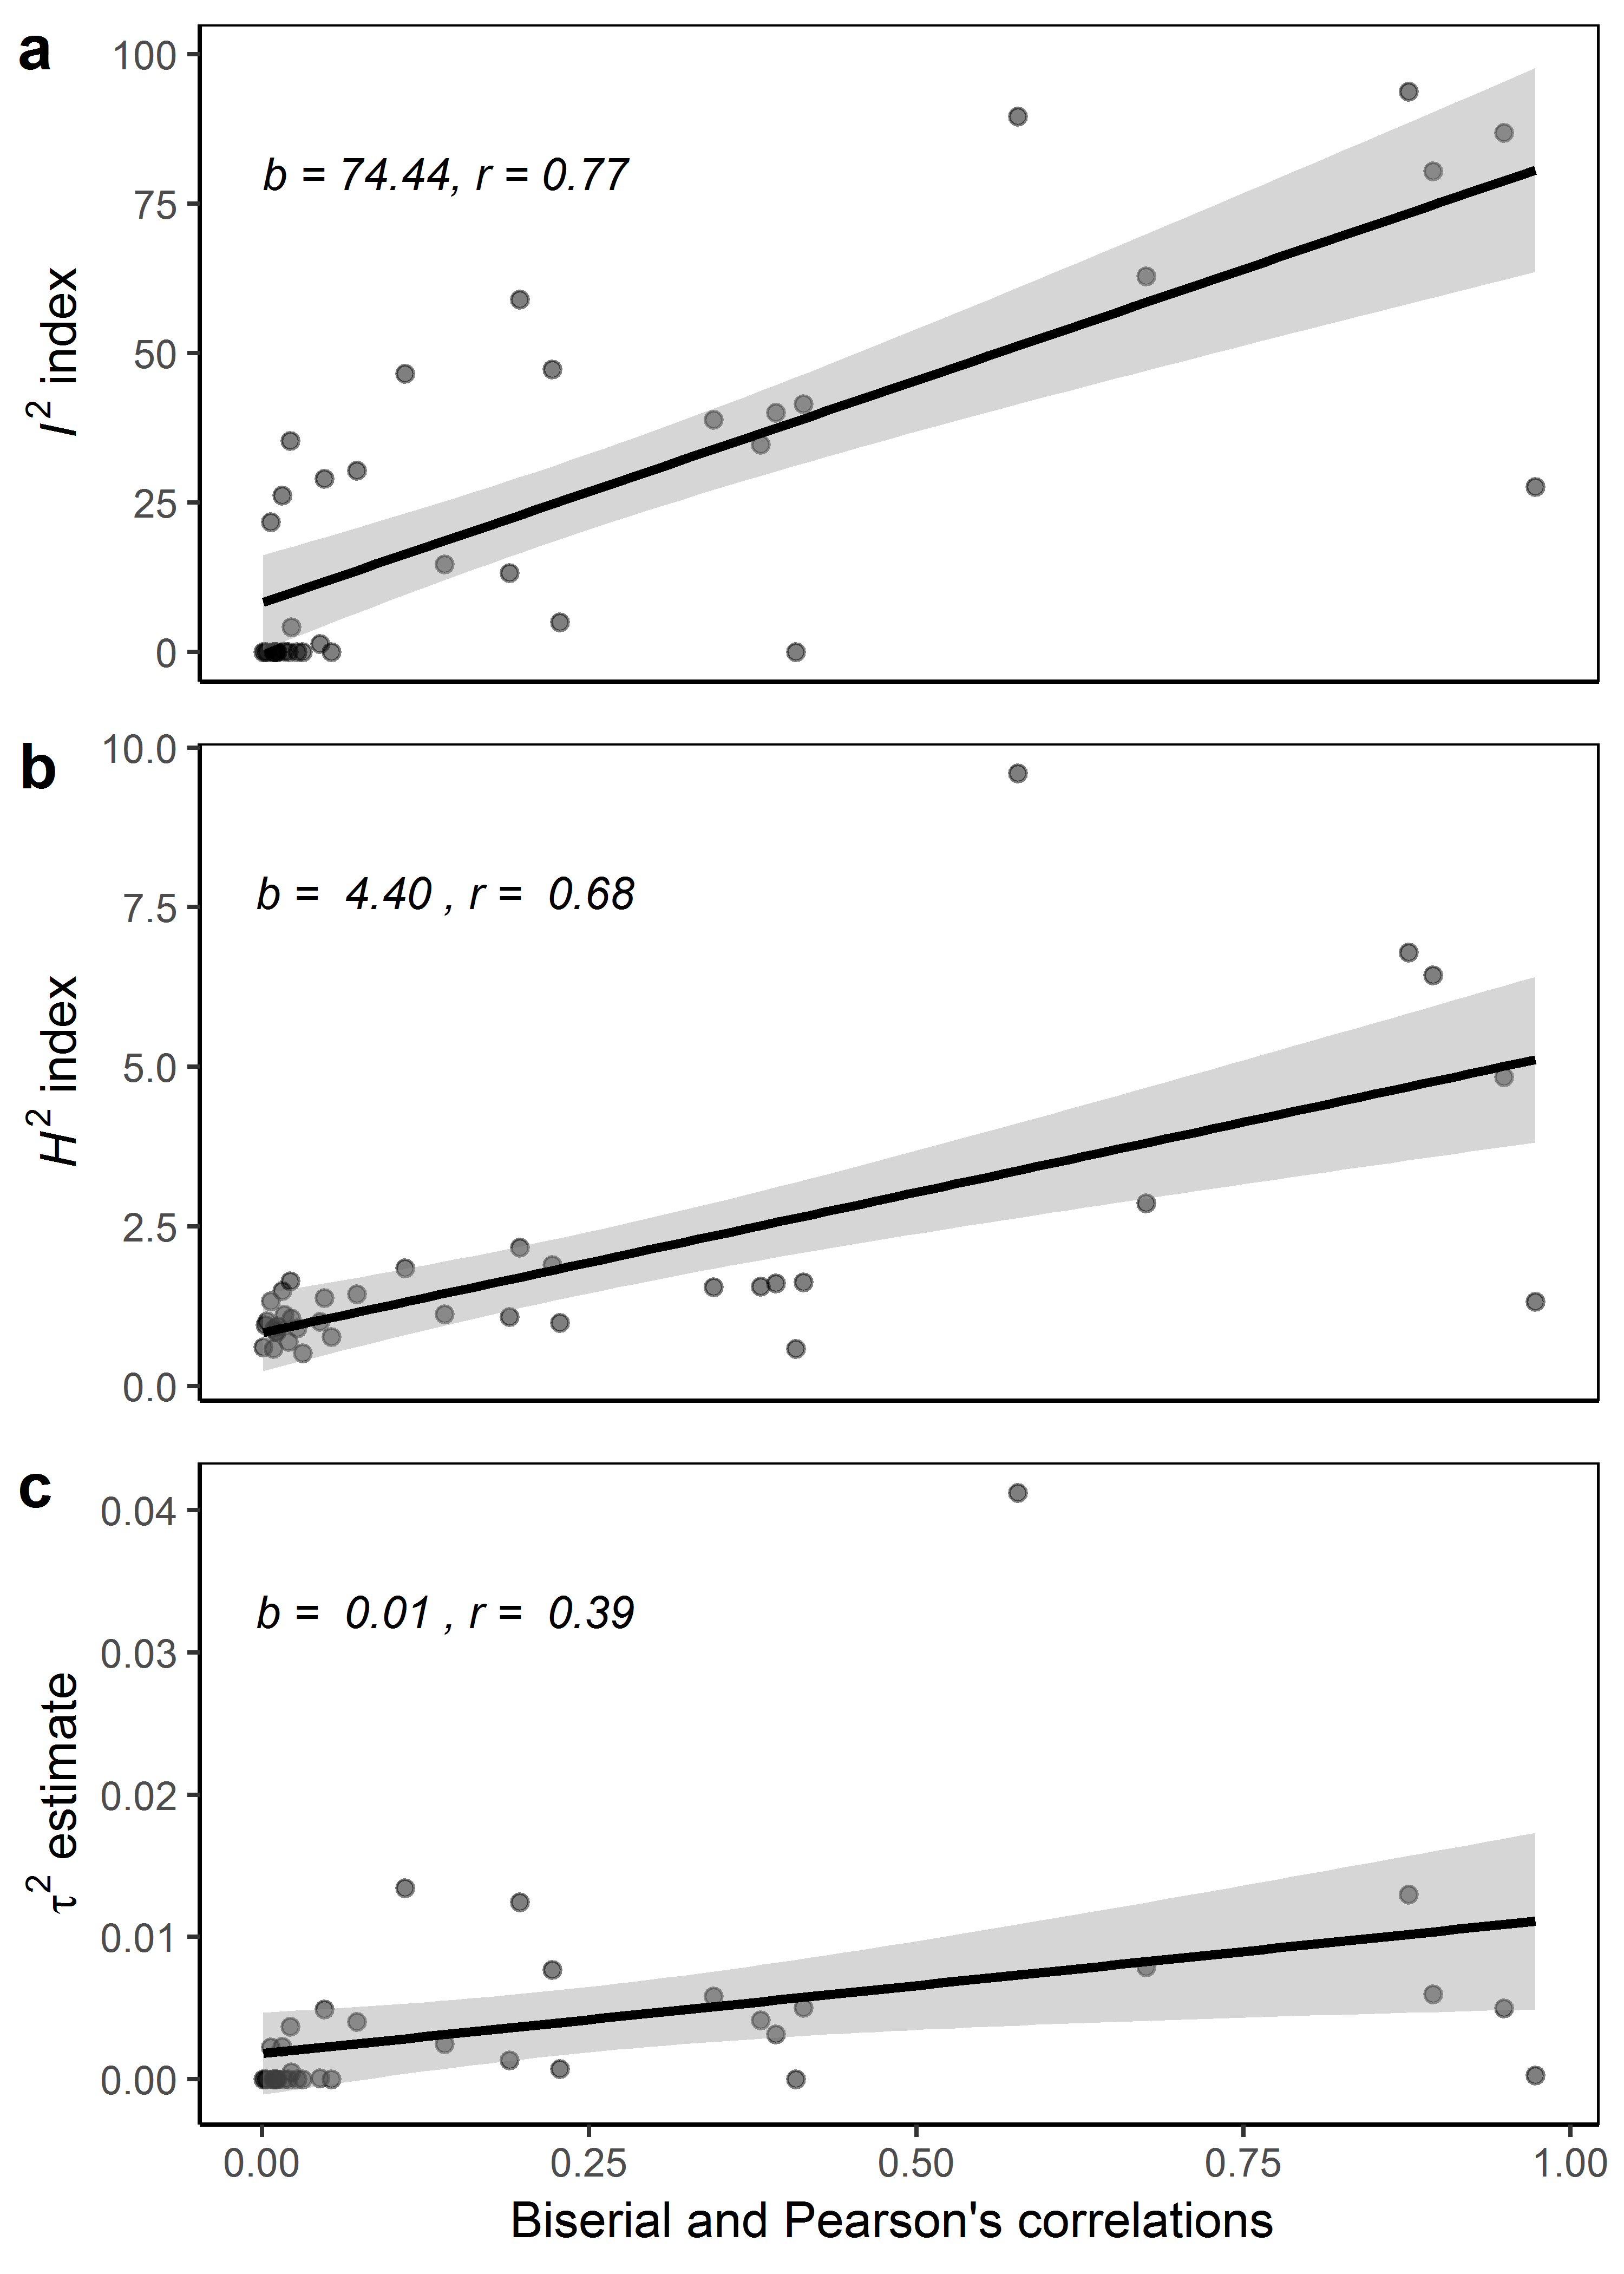 a
100
75
50
25
0
I² index
b = 74.44, r = 0.77
b
10.0
7.5
5.0
2.5
0.0
H² index
b =  4.40 , r =  0.68
c
0.04
0.03
0.02
0.01
0.00
τ² estimate
b =  0.01 , r =  0.39
0.00 0.25 0.50 0.75 1.00
Biserial and Pearson's correlations